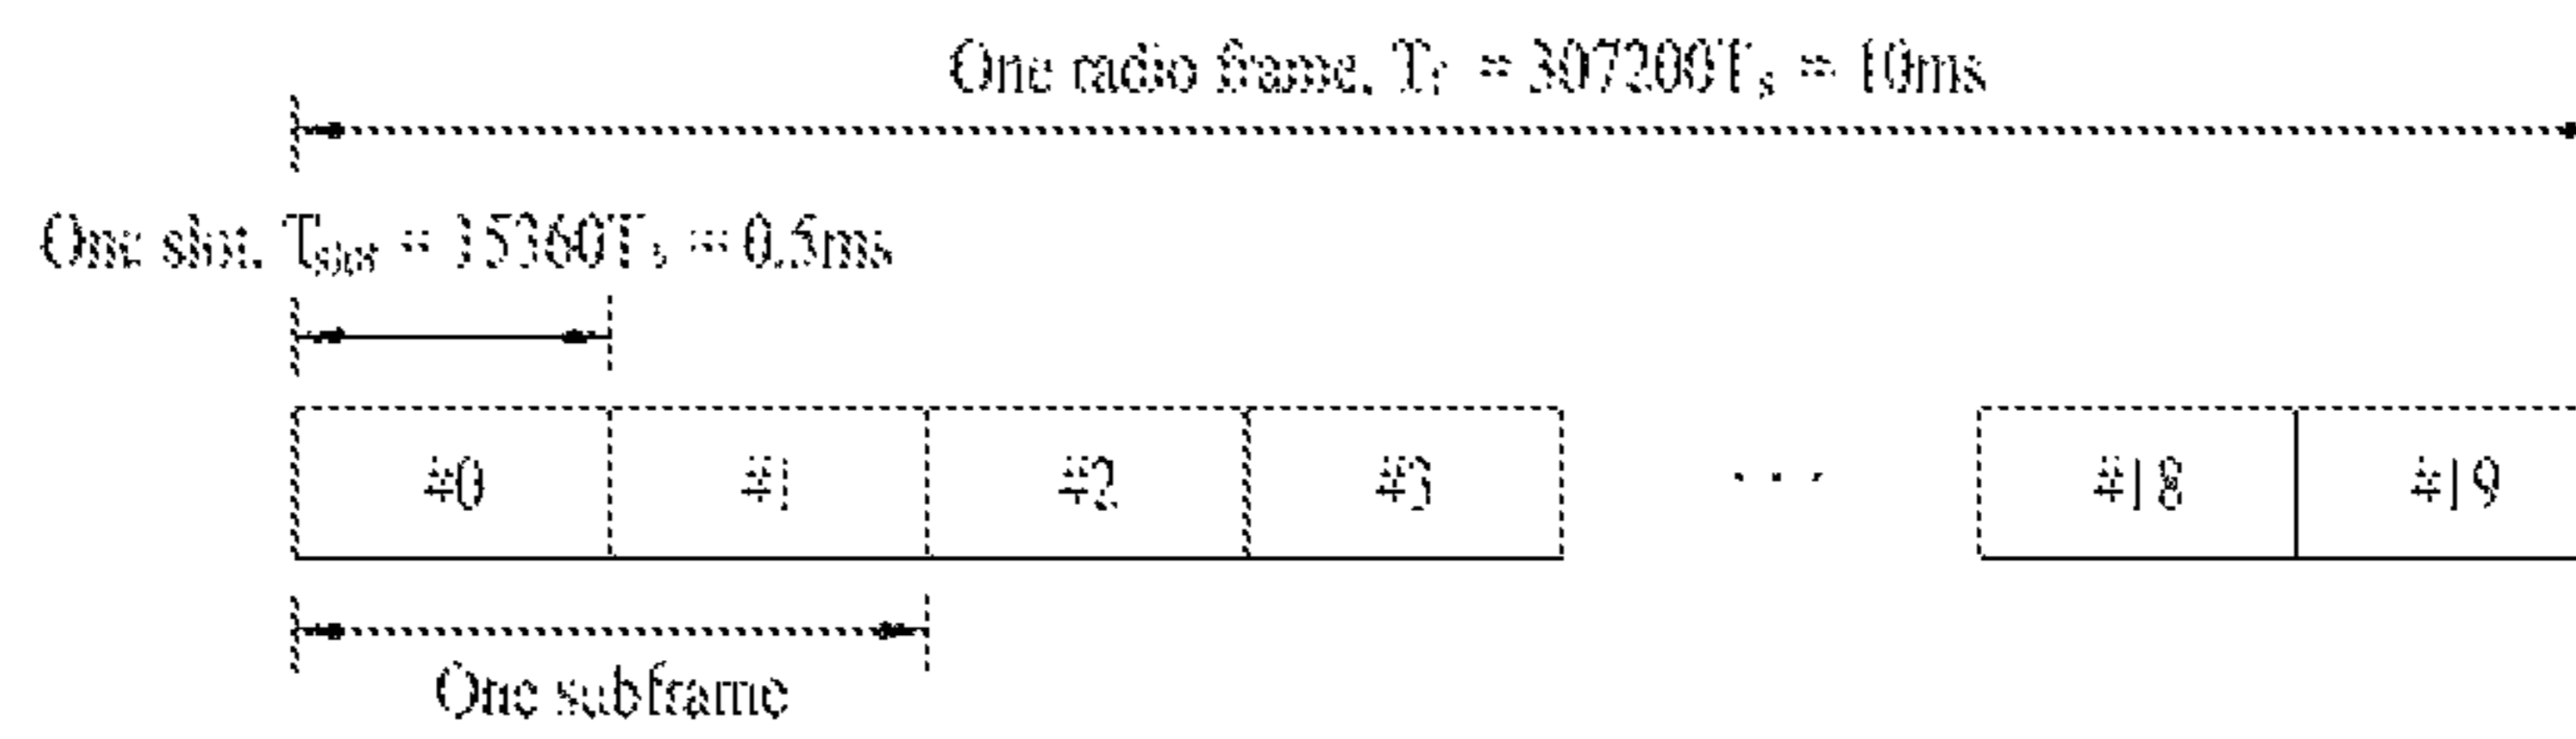 One radio frame, Tf = 307200Ts = 10ms
One slot, Tslot = 15360Ts = 0.5ms
#0 #1 #2 #3 ... #18 #19
One subframe